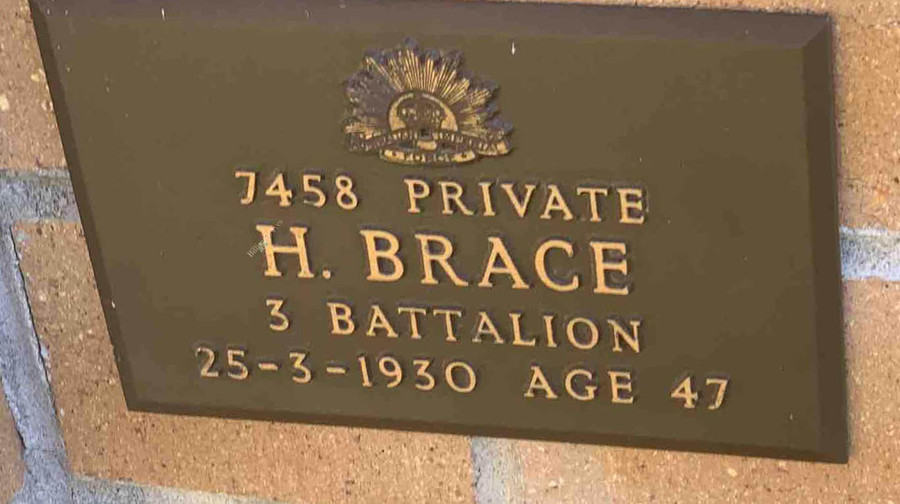 7458 PRIVATE
H. BRACE
3 BATTALION
25-3-1930 AGE 47